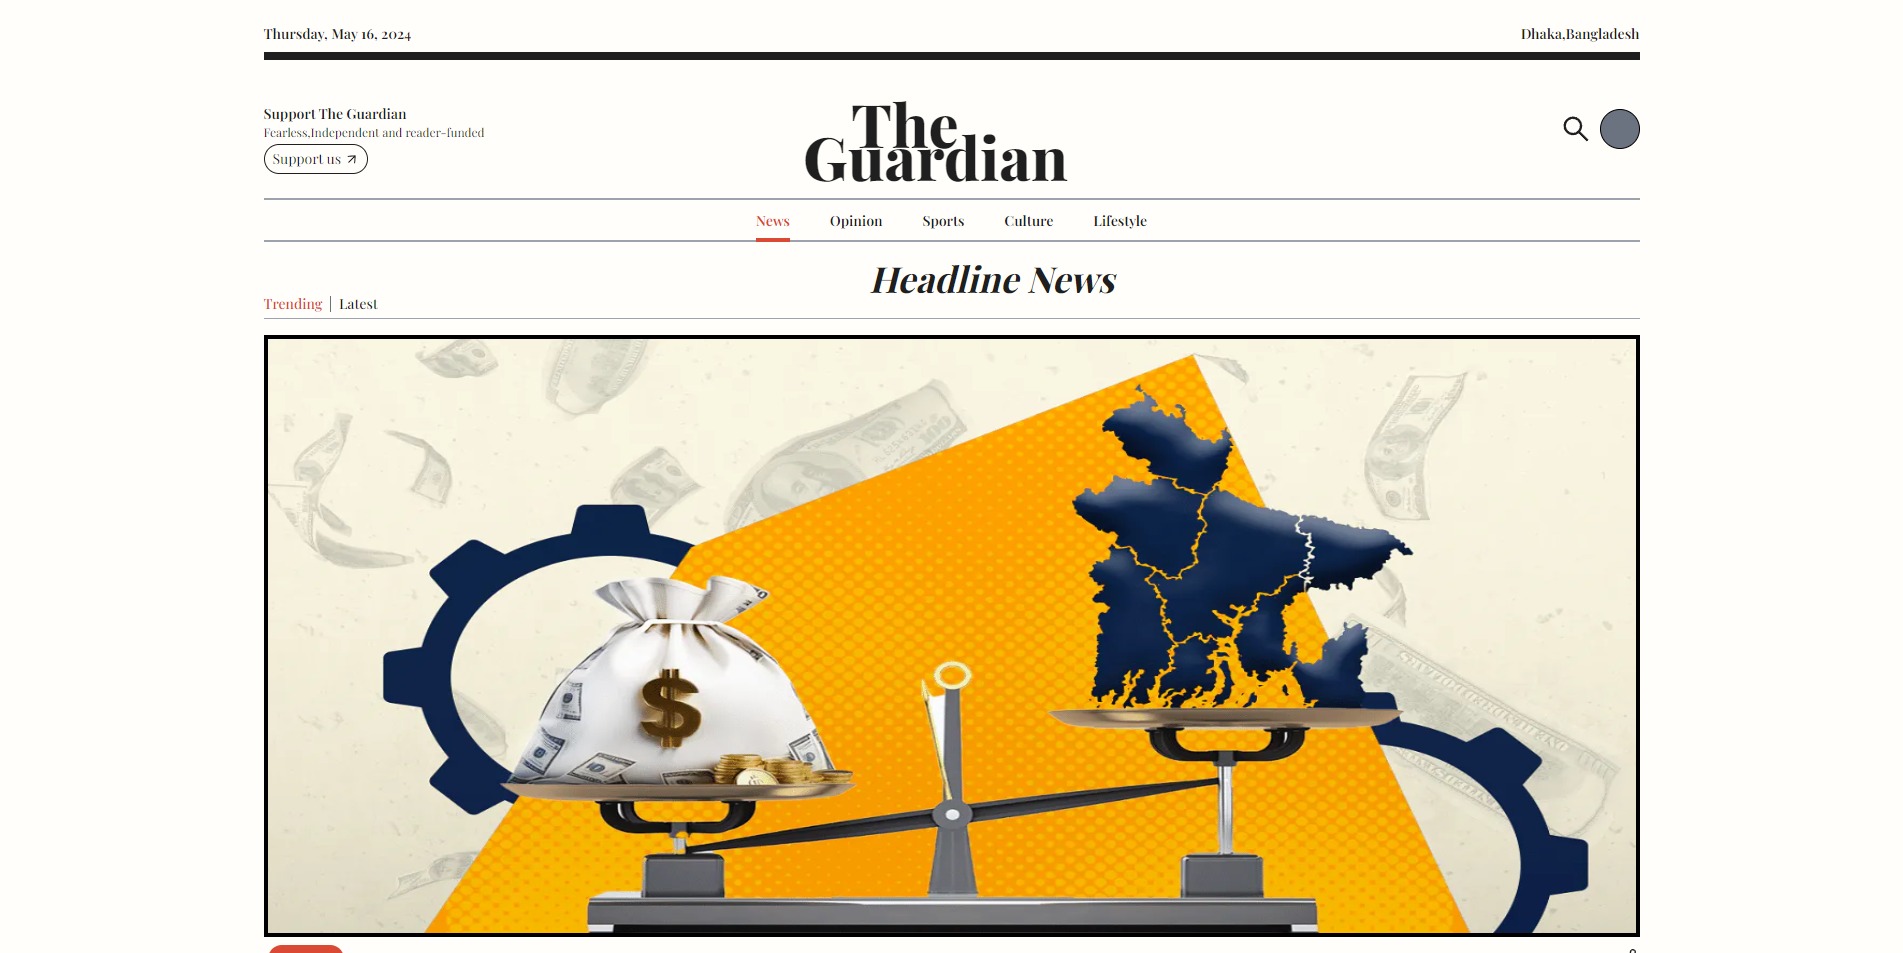 Thursday, May 16, 2024
Dhaka,Bangladesh
Support The Guardian
Fearless,Independent and reader-funded
Support us
The
Guardian
News Opinion Sports Culture Lifestyle
Headline News
Trending | Latest
100
$